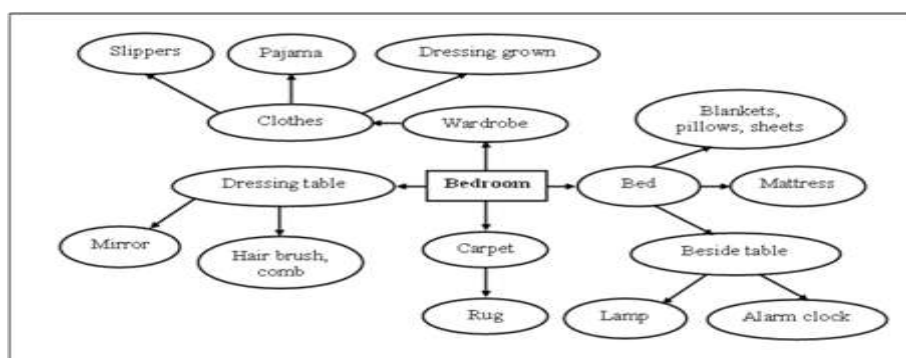 Slippers
Pajama
Dressing grown
Clothes
Wardrobe
Blankets,
pillows, sheets
Dressing table
Bedroom
Bed
Mattress
Mirror
Hair brush,
comb
Carpet
Beside table
Rug
Lamp
Alarm clock